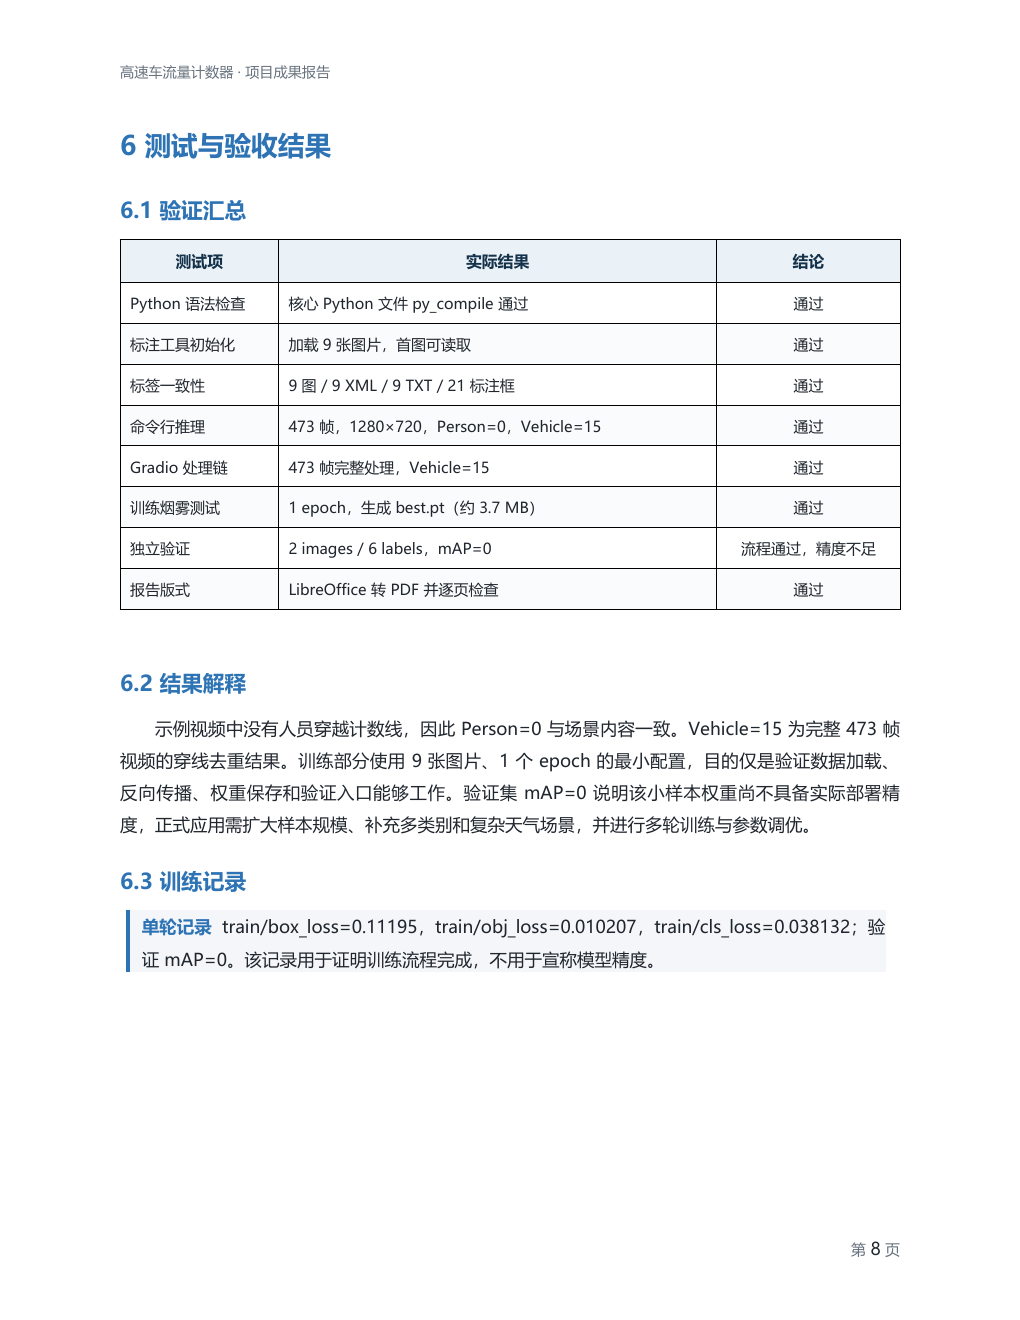 高速车流量计数器 · 项目成果报告
6 测试与验收结果
6.1 验证汇总
测试项 实际结果 结论
Python 语法检查 核心 Python 文件 py_compile 通过 通过
标注工具初始化 加载 9 张图片，首图可读取 通过
标签一致性 9 图 / 9 XML / 9 TXT / 21 标注框 通过
命令行推理 473 帧，1280×720，Person=0，Vehicle=15 通过
Gradio 处理链 473 帧完整处理，Vehicle=15 通过
训练烟雾测试 1 epoch，生成 best.pt（约 3.7 MB） 通过
独立验证 2 images / 6 labels，mAP=0 流程通过，精度不足
报告版式 LibreOffice 转 PDF 并逐页检查 通过
6.2 结果解释
示例视频中没有人员穿越计数线，因此 Person=0 与场景内容一致。Vehicle=15 为完整 473 帧
视频的穿线去重结果。训练部分使用 9 张图片、1 个 epoch 的最小配置，目的仅是验证数据加载、
反向传播、权重保存和验证入口能够工作。验证集 mAP=0 说明该小样本权重尚不具备实际部署精
度，正式应用需扩大样本规模、补充多类别和复杂天气场景，并进行多轮训练与参数调优。
6.3 训练记录
单轮记录 train/box_loss=0.11195，train/obj_loss=0.010207，train/cls_loss=0.038132；验
证 mAP=0。该记录用于证明训练流程完成，不用于宣称模型精度。
第 8 页